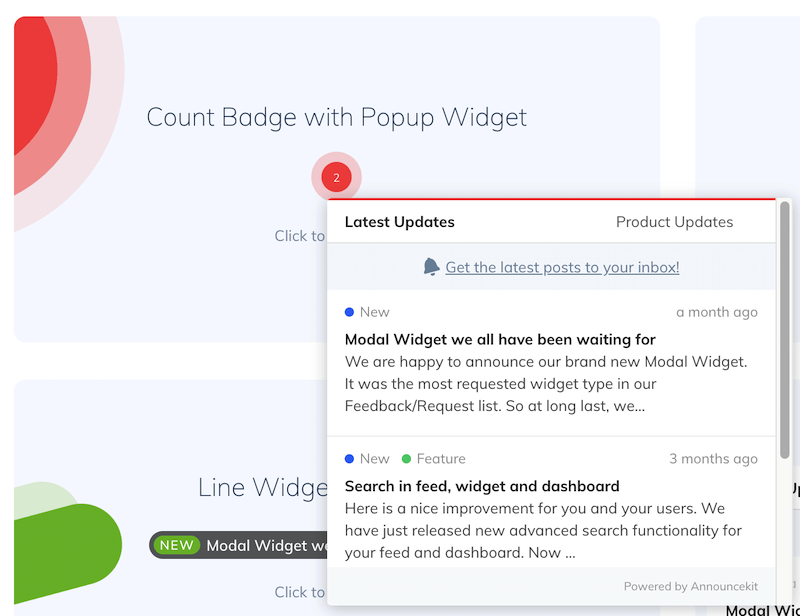 Count Badge with Popup Widget
2
Click to
Latest Updates
Product Updates
Get the latest posts to your inbox!
New
a month ago
Modal Widget we all have been waiting for
We are happy to announce our brand new Modal Widget.
It was the most requested widget type in our
Feedback/Request list. So at long last, we...
New
Feature
3 months ago
Search in feed, widget and dashboard
Here is a nice improvement for you and your users. We
have just released new advanced search functionality for
your feed and dashboard. Now ...
Powered by Announcekit
Line Widge
NEW
Modal Widget we
Click to
Modal Wid